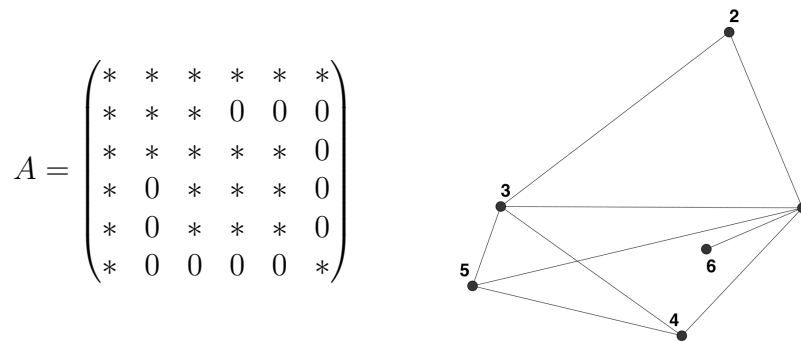 A =
* * * * * *
* * * 0 0 0
* * * * * 0
* 0 * * * 0
* 0 * * * 0
* 0 0 0 0 *
2
3
6
5
4